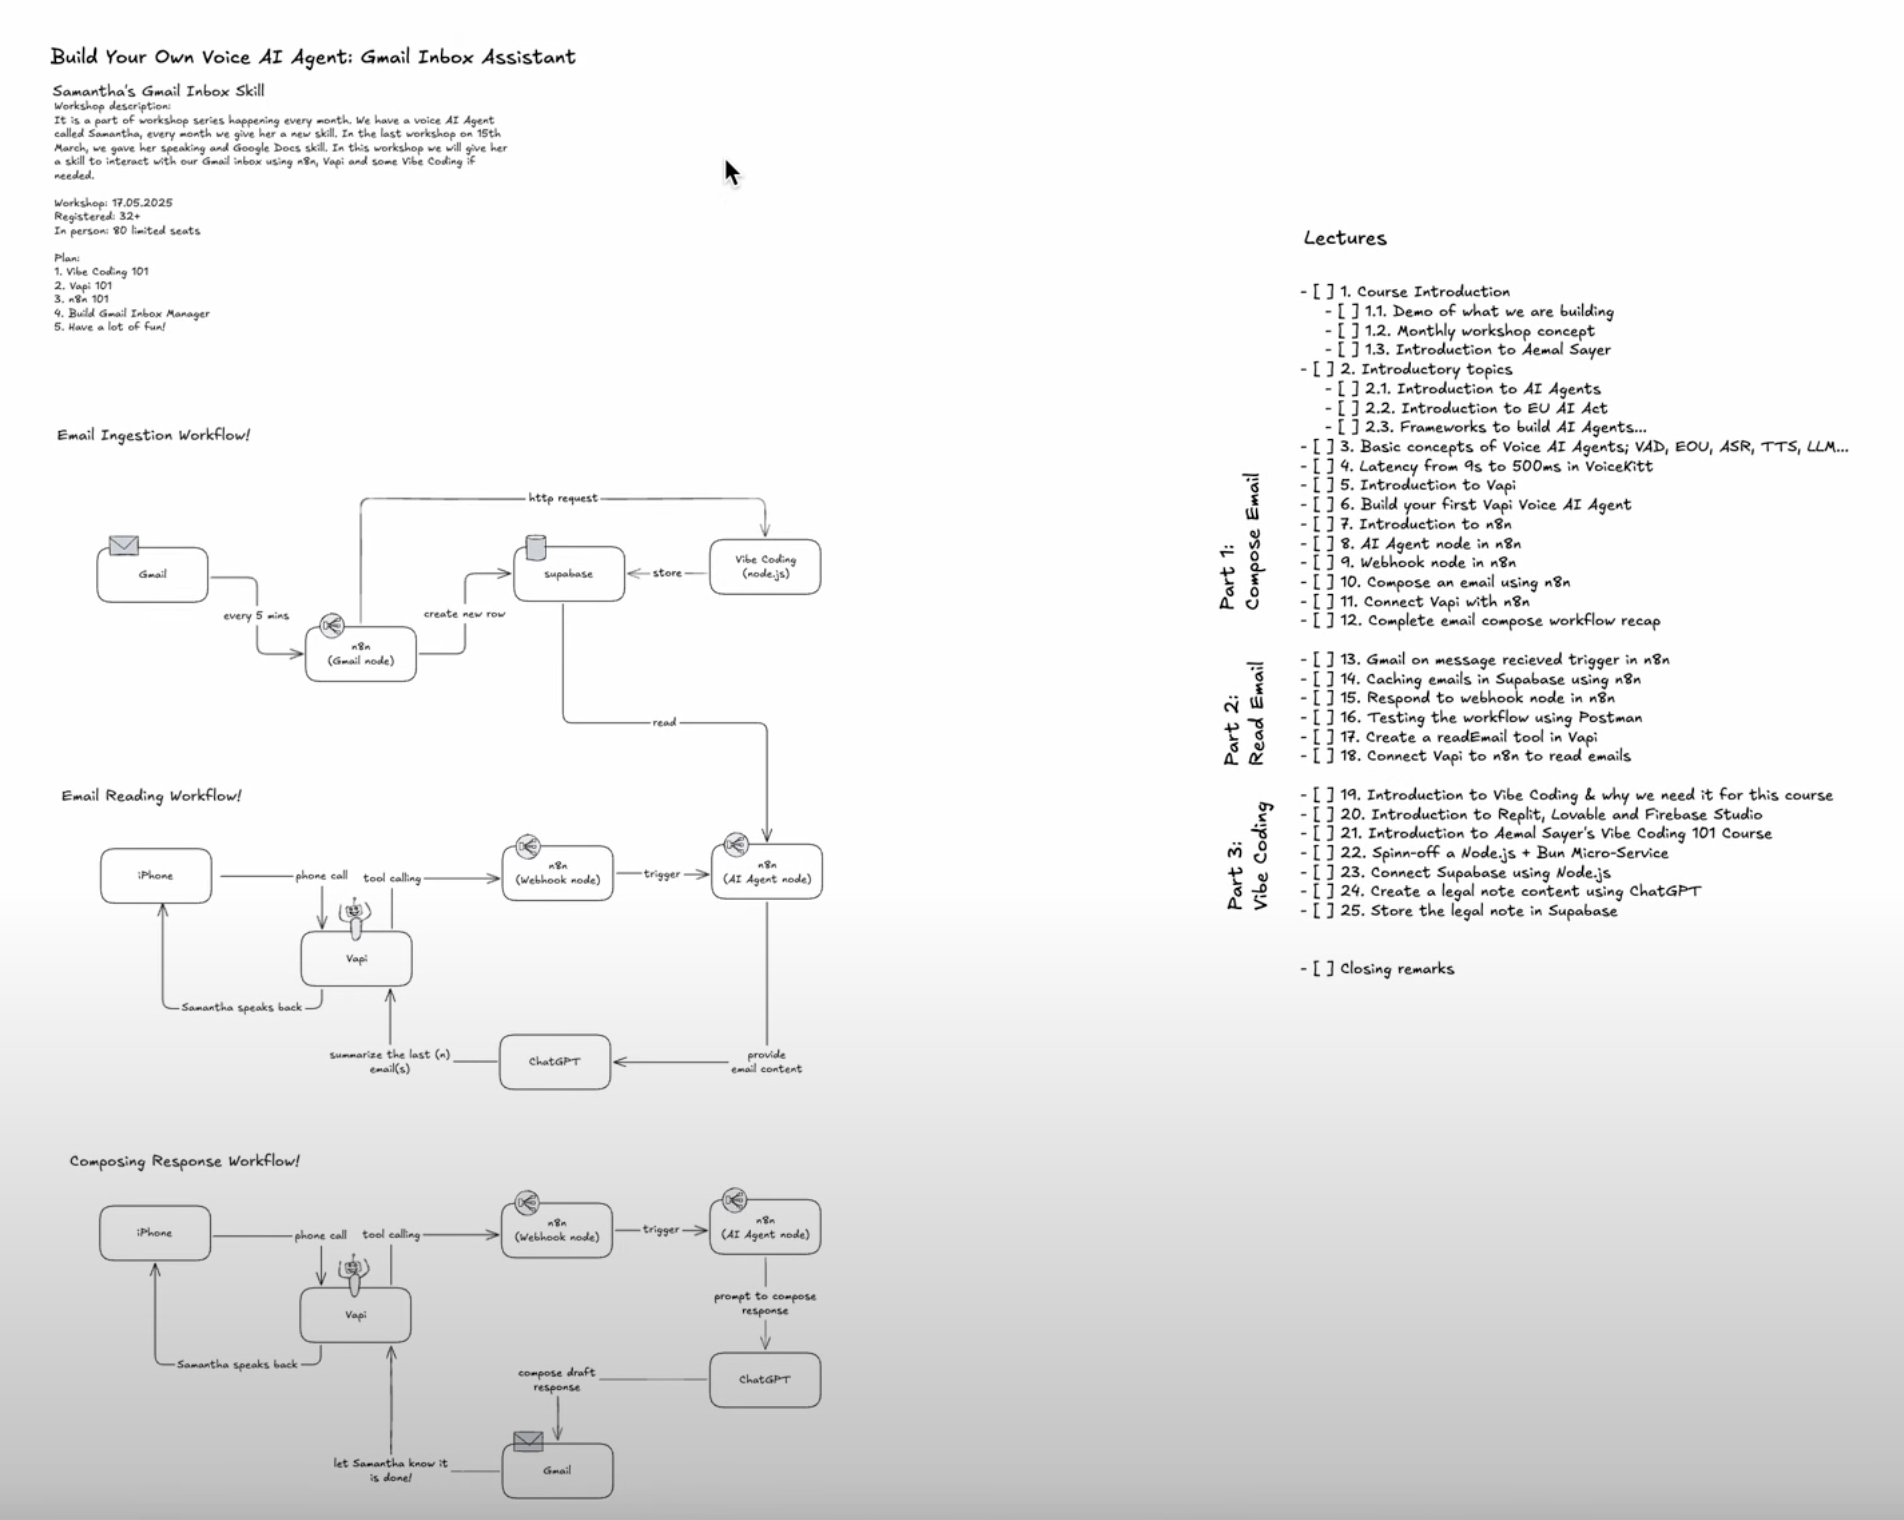 Build Your Own Voice AI Agent: Gmail Inbox Assistant
Samantha's Gmail Inbox Skill
Workshop description:
It is a part of workshop series happening every month. We have a voice AI Agent
called Samantha, every month we give her a new skill. In the last workshop on 15th
March, we gave her speaking and Google Docs skill. In this workshop we will give her
a skill to interact with our Gmail inbox using n8n, Vapi and some Vibe Coding if
needed.
Workshop: 17.05.2025
Registered: 32+
In person: 80 limited seats
Plan:
1. Vibe Coding 101
2. Vapi 101
3. n8n 101
4. Build Gmail Inbox Manager
5. Have a lot of fun!
Email Ingestion Workflow!
http request
Gmail
supabase
Vibe Coding
(node.js)
store
every 5 mins
create new row
n8n
(Gmail node)
read
Email Reading Workflow!
iPhone
phone call
tool calling
n8n
(Webhook node)
trigger
n8n
(AI Agent node)
Vapi
Samantha speaks back
summarize the last (n)
email(s)
ChatGPT
provide
email content
Composing Response Workflow!
iPhone
phone call
tool calling
n8n
(Webhook node)
trigger
n8n
(AI Agent node)
Vapi
prompt to compose
response
Samantha speaks back
compose draft
response
ChatGPT
let Samantha know it
is done!
Gmail
Lectures
Part 1:
Compose Email
- [ ] 1. Course Introduction
- [ ] 1.1. Demo of what we are building
- [ ] 1.2. Monthly workshop concept
- [ ] 1.3. Introduction to Aemal Sayer
- [ ] 2. Introductory topics
- [ ] 2.1. Introduction to AI Agents
- [ ] 2.2. Introduction to EU AI Act
- [ ] 2.3. Frameworks to build AI Agents...
- [ ] 3. Basic concepts of Voice AI Agents; VAD, EOU, ASR, TTS, LLM...
- [ ] 4. Latency from 9s to 500ms in VoiceKitt
- [ ] 5. Introduction to Vapi
- [ ] 6. Build your first Vapi Voice AI Agent
- [ ] 7. Introduction to n8n
- [ ] 8. AI Agent node in n8n
- [ ] 9. Webhook node in n8n
- [ ] 10. Compose an email using n8n
- [ ] 11. Connect Vapi with n8n
- [ ] 12. Complete email compose workflow recap
Part 2:
Read Email
- [ ] 13. Gmail on message recieved trigger in n8n
- [ ] 14. Caching emails in Supabase using n8n
- [ ] 15. Respond to webhook node in n8n
- [ ] 16. Testing the workflow using Postman
- [ ] 17. Create a readEmail tool in Vapi
- [ ] 18. Connect Vapi to n8n to read emails
Part 3:
Vibe Coding
- [ ] 19. Introduction to Vibe Coding & why we need it for this course
- [ ] 20. Introduction to Replit, Lovable and Firebase Studio
- [ ] 21. Introduction to Aemal Sayer's Vibe Coding 101 Course
- [ ] 22. Spinn-off a Node.js + Bun Micro-Service
- [ ] 23. Connect Supabase using Node.js
- [ ] 24. Create a legal note content using ChatGPT
- [ ] 25. Store the legal note in Supabase
- [ ] Closing remarks